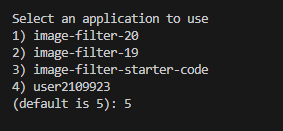 Select an application to use
1) image-filter-20
2) image-filter-19
3) image-filter-starter-code
4) user2109923
(default is 5): 5